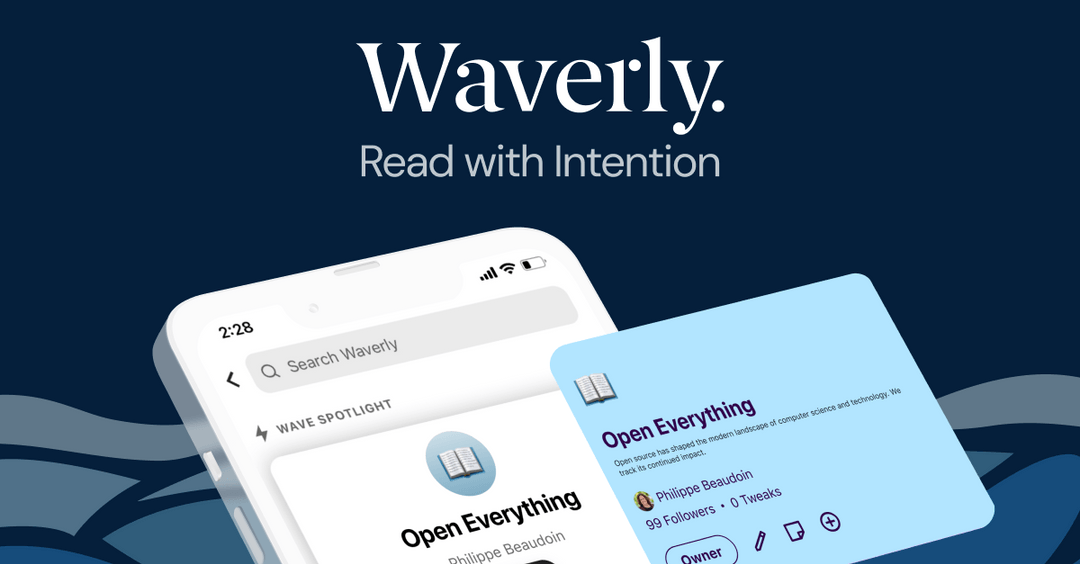 Waverly.
Read with Intention
2:28
Search Waverly
WAVE SPOTLIGHT
Open Everything
Philippe Beaudoin
Open Everything
Open source has shaped the modern landscape of computer science and technology. We
track its continued impact.
Philippe Beaudoin
99 Followers • 0 Tweaks
Owner